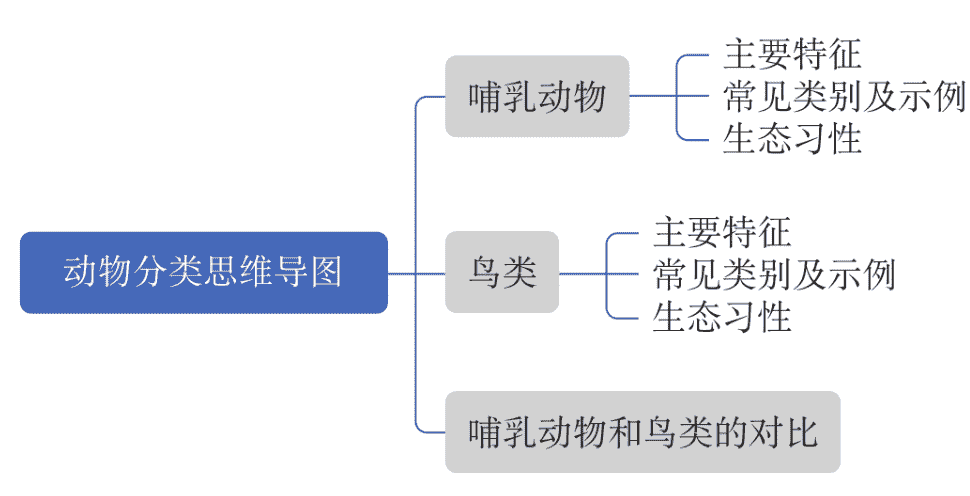 动物分类思维导图
哺乳动物
主要特征
常见类别及示例
生态习性
鸟类
主要特征
常见类别及示例
生态习性
哺乳动物和鸟类的对比